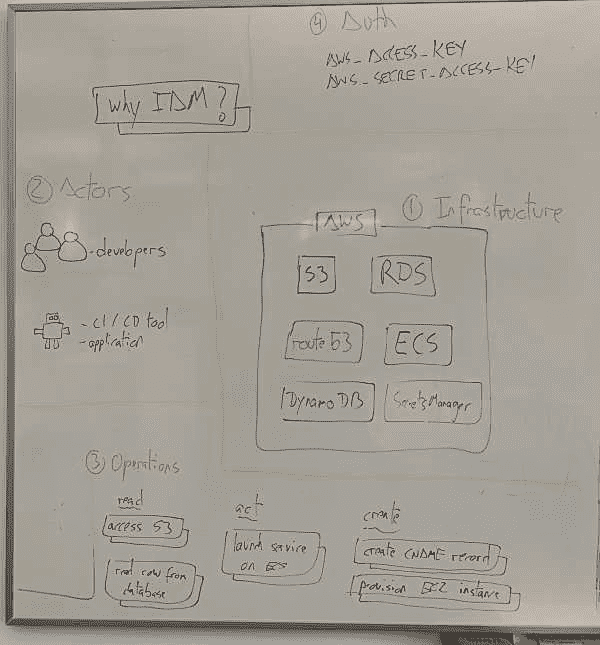 ④ Auth
AWS_ACCESS_KEY
AWS_SECRET_ACCESS_KEY
why IAM?
② Actors
- developers
- CI/CD tool
- application
① Infrastructure
AWS
S3
RDS
route 53
ECS
DynamoDB
Secrets Manager
③ Operations
read
access S3
read row from
database
act
launch service
on ECS
create
create CNAME record
provision EC2 instance